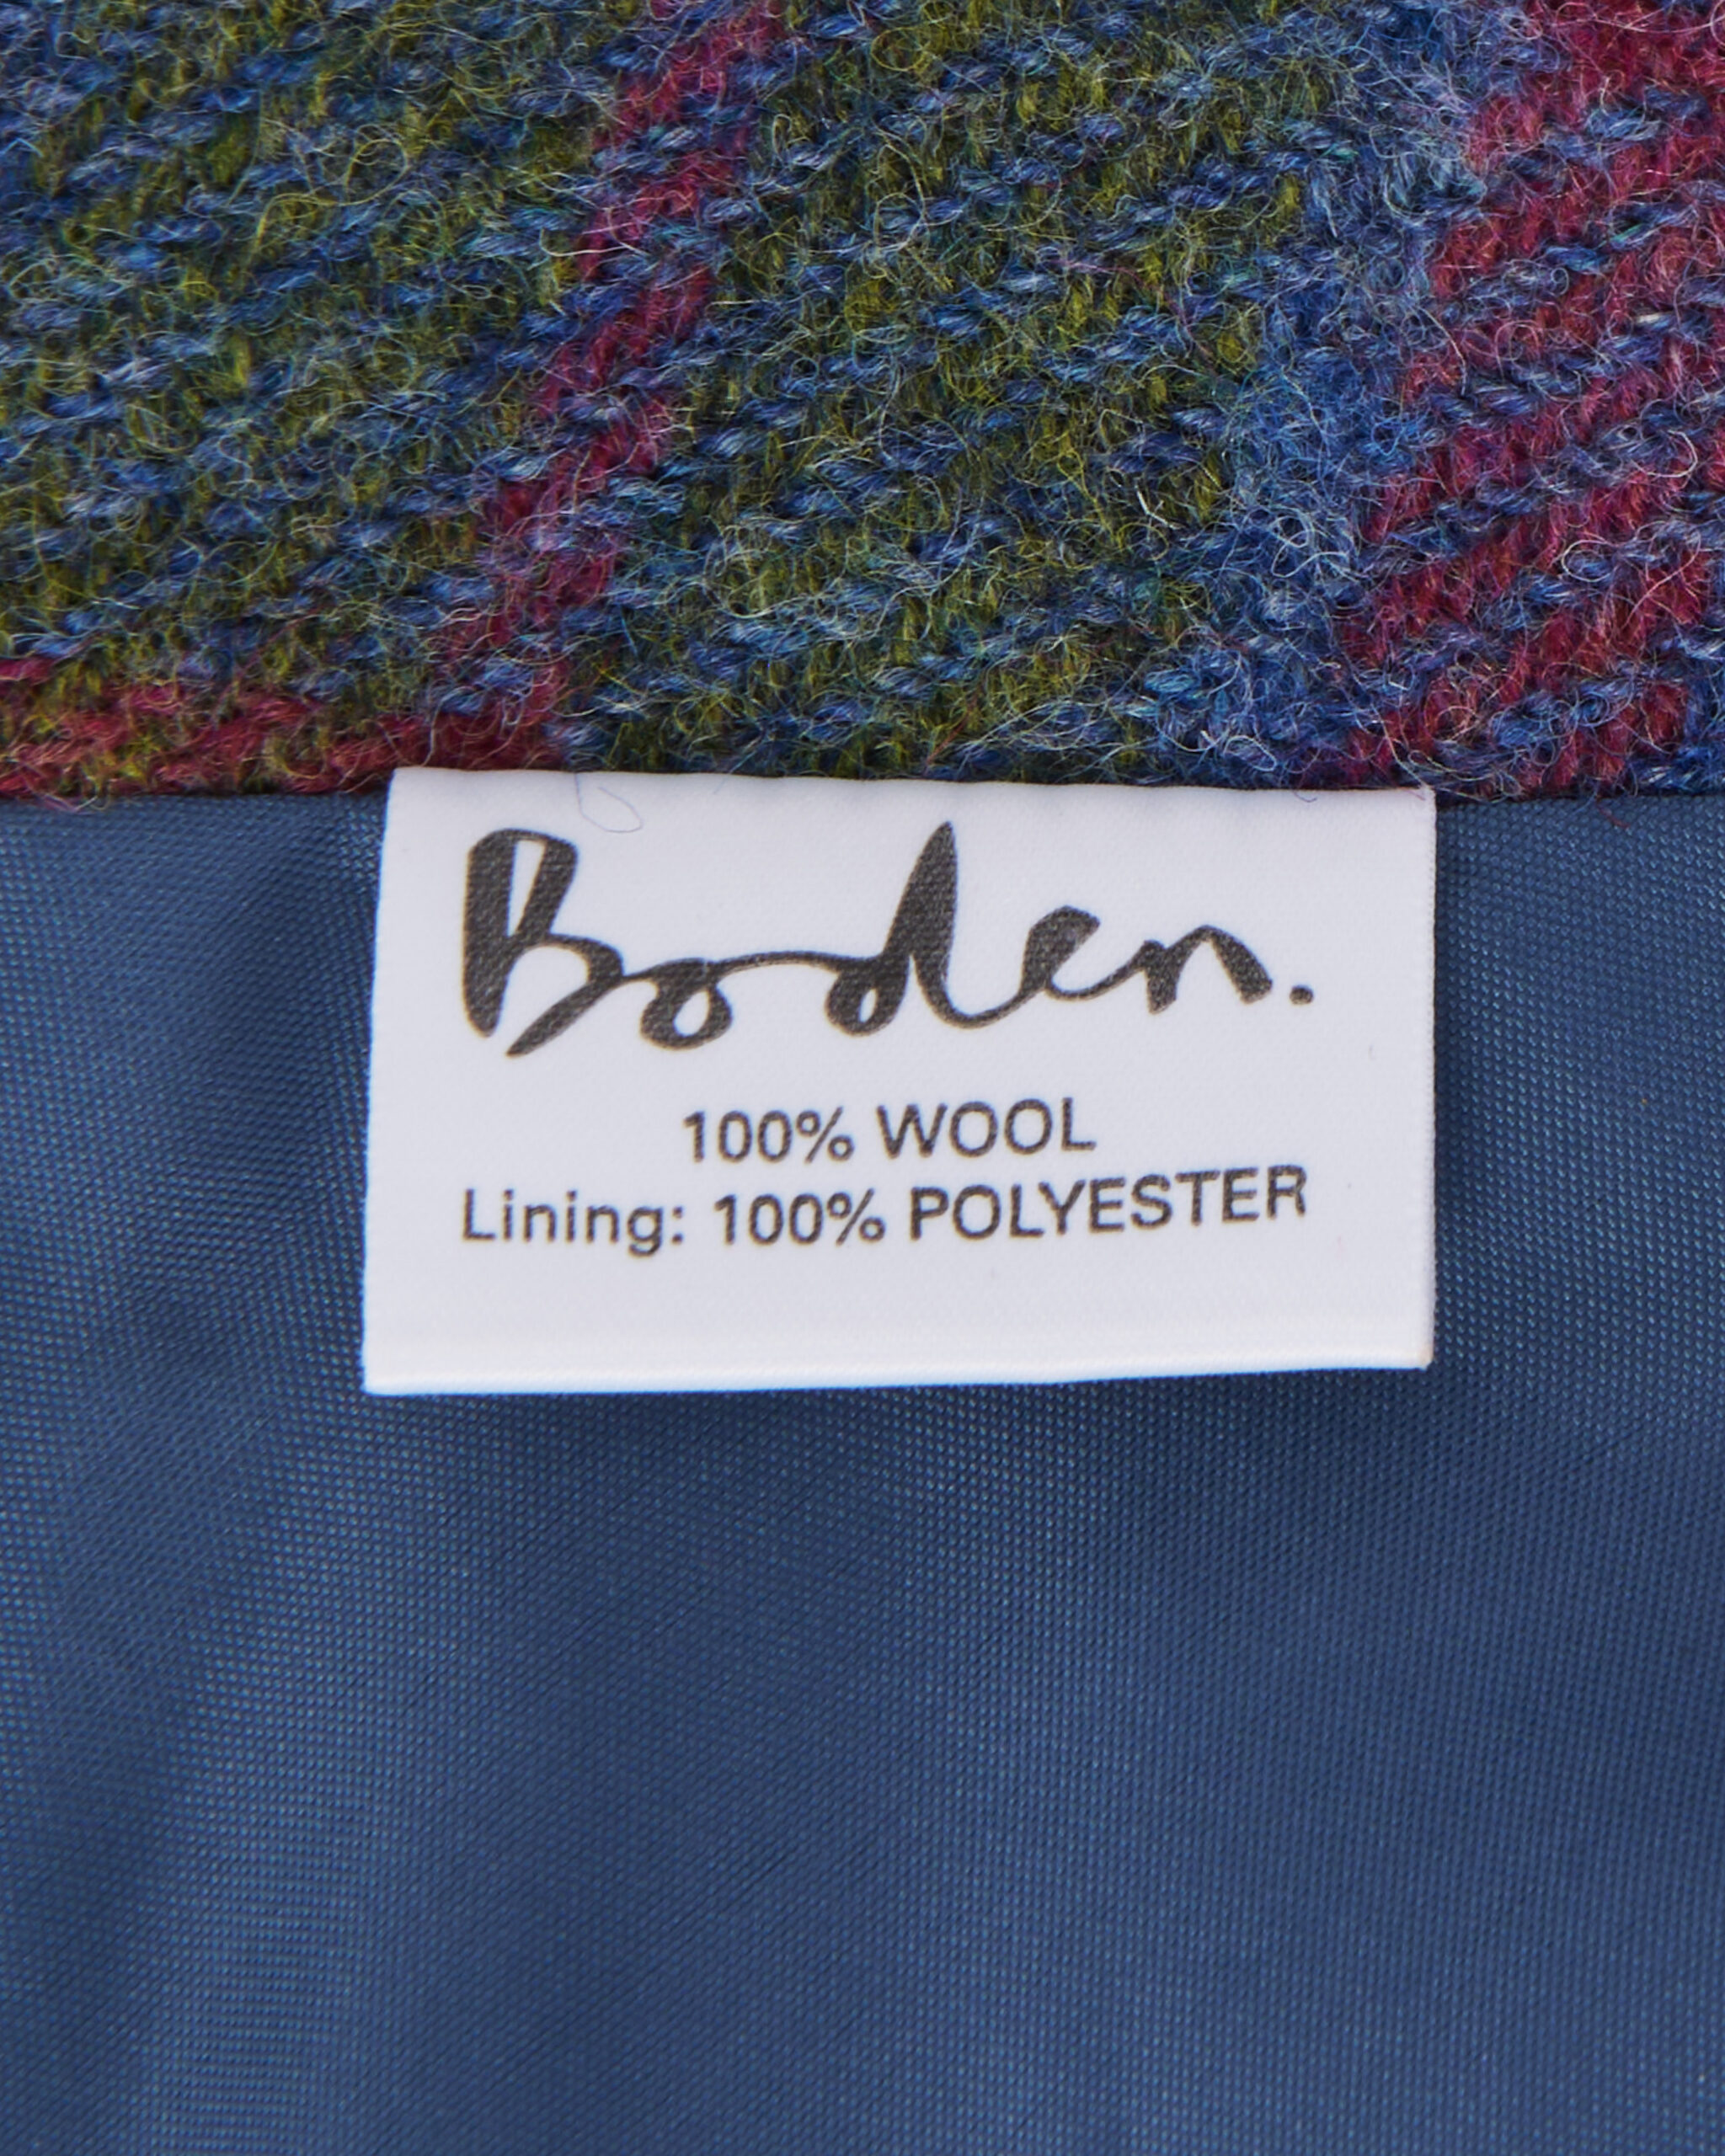 Boden.
100% WOOL
Lining: 100% POLYESTER